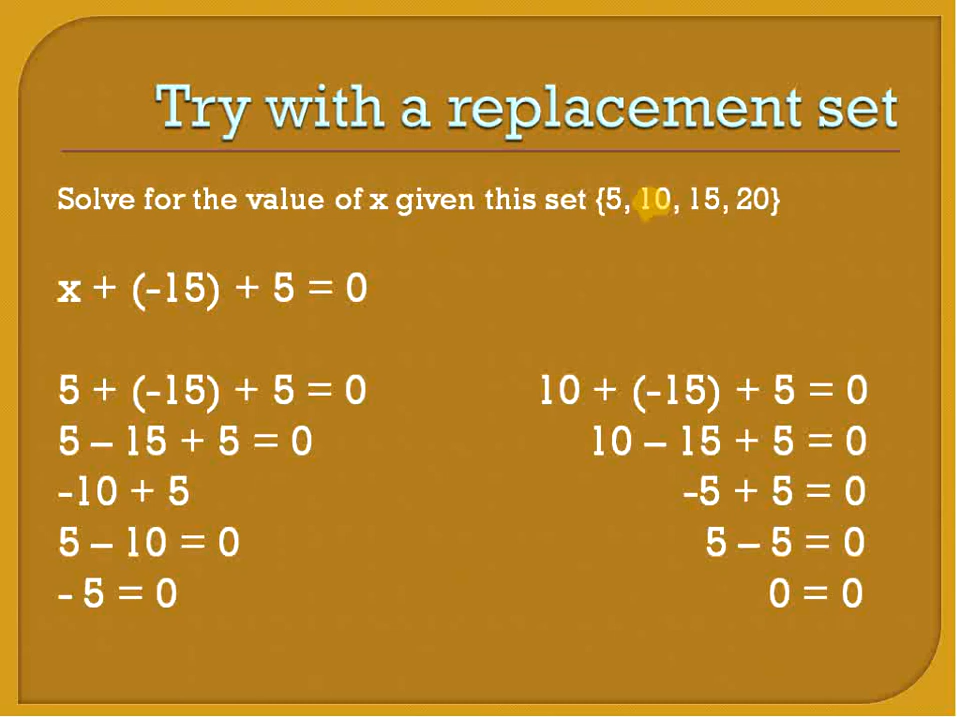 Try with a replacement set
Solve for the value of x given this set {5, 10, 15, 20}
x + (-15) + 5 = 0
5 + (-15) + 5 = 0
5 – 15 + 5 = 0
-10 + 5
5 – 10 = 0
- 5 = 0
10 + (-15) + 5 = 0
10 – 15 + 5 = 0
-5 + 5 = 0
5 – 5 = 0
0 = 0